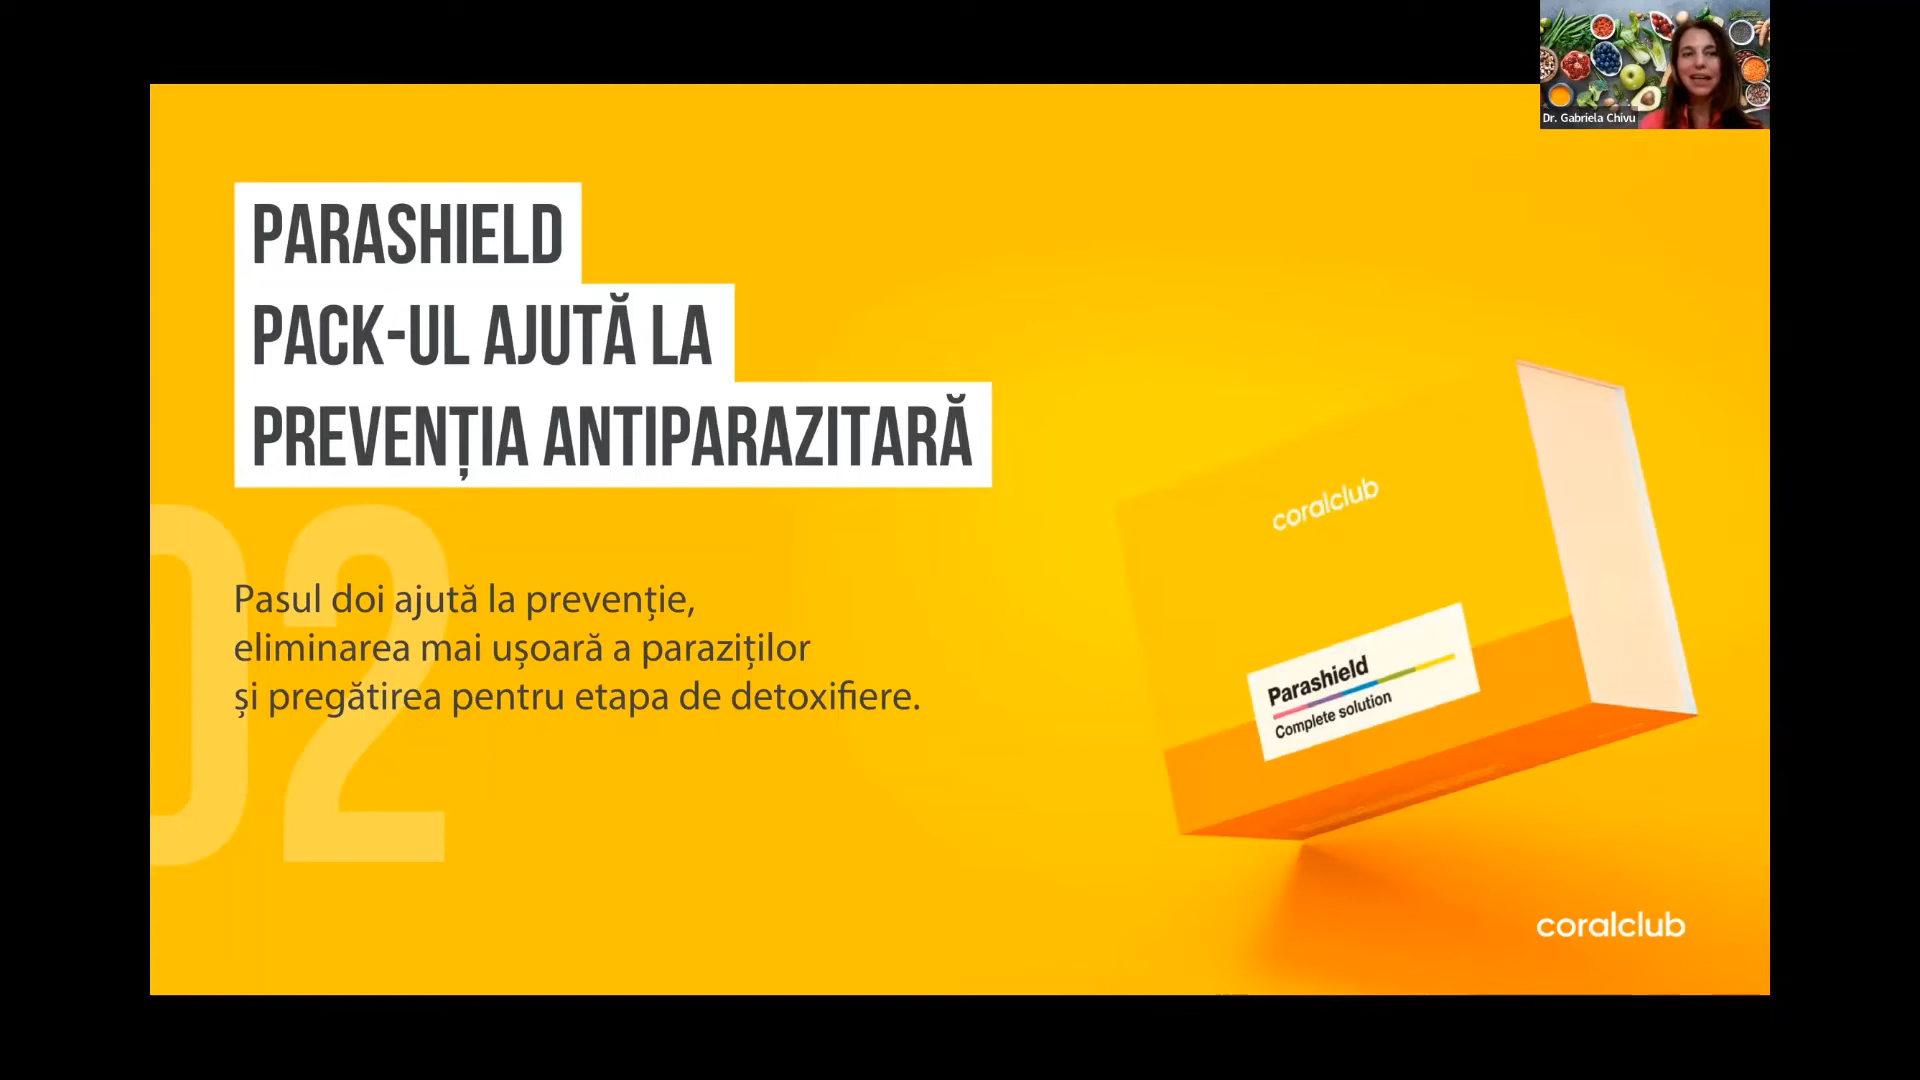 Dr. Gabriela Chivu
PARASHIELD
PACK-UL AJUTĂ LA
PREVENȚIA ANTIPARAZITARĂ
02
Pasul doi ajută la prevenție,
eliminarea mai ușoară a paraziților
și pregătirea pentru etapa de detoxifiere.
coralclub
Parashield
Complete solution
coralclub